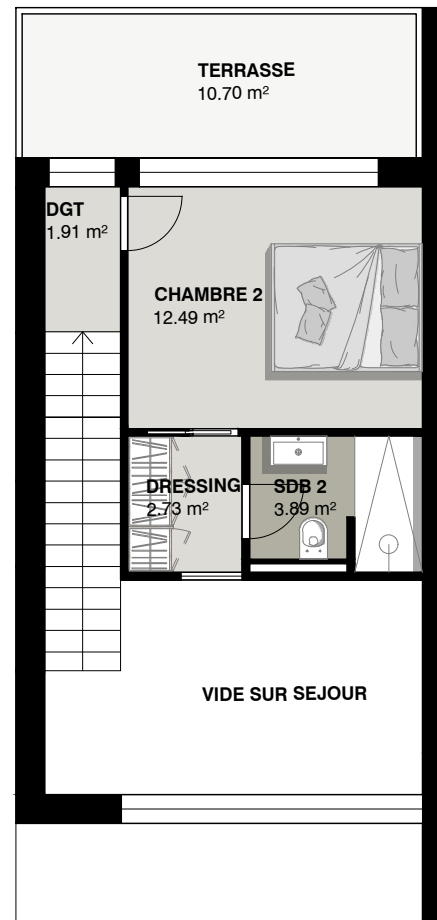 TERRASSE
10.70 m²
DGT
1.91 m²
CHAMBRE 2
12.49 m²
DRESSING
2.73 m²
SDB 2
3.89 m²
VIDE SUR SEJOUR